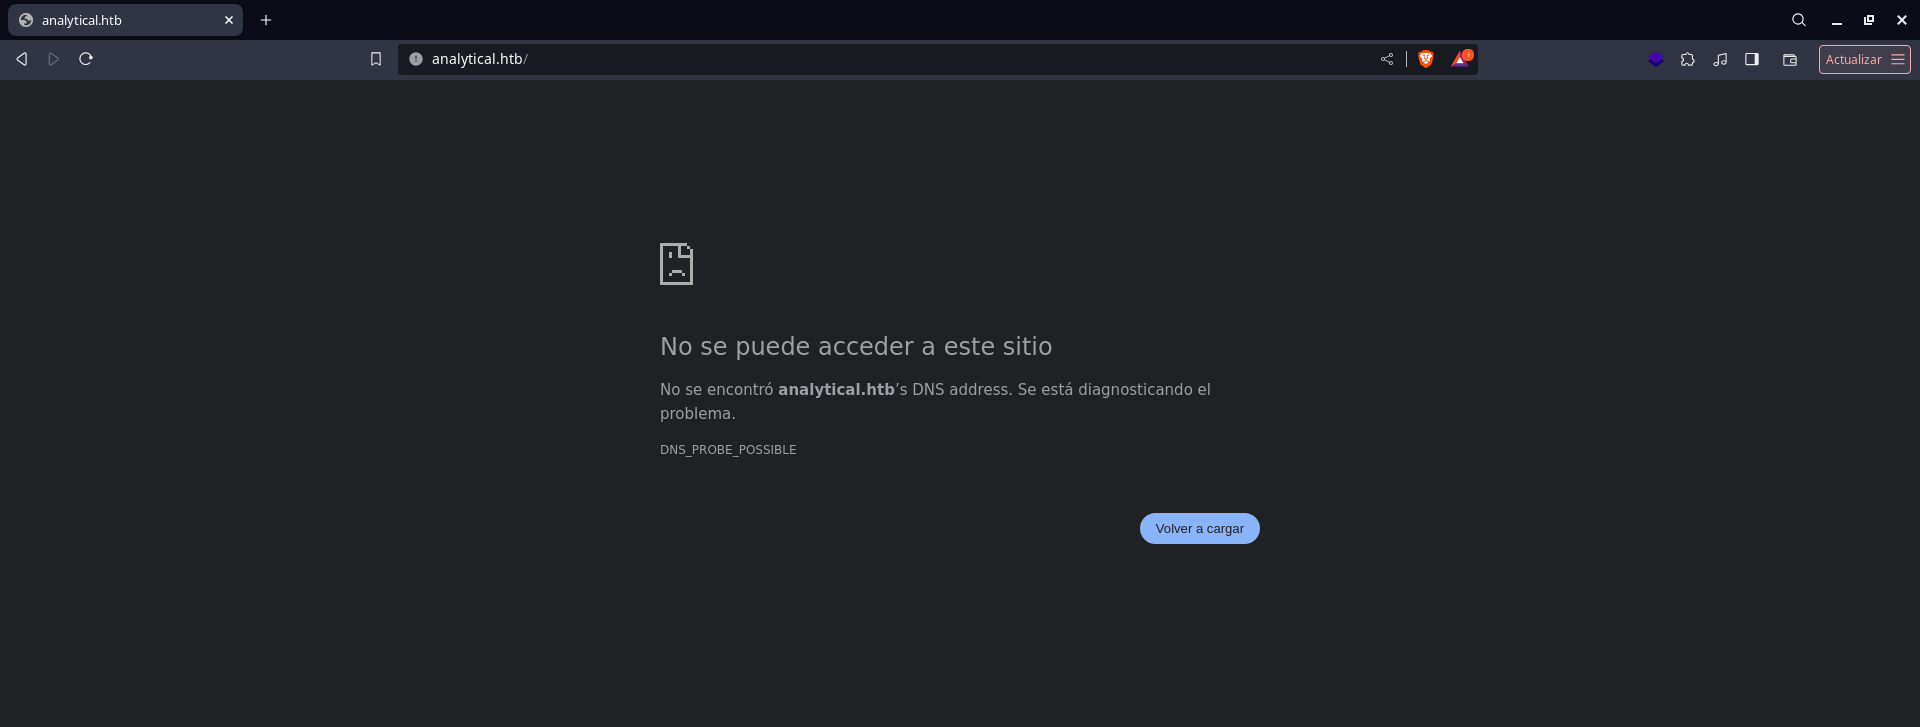 analytical.htb
analytical.htb/
Actualizar
No se puede acceder a este sitio
No se encontró analytical.htb’s DNS address. Se está diagnosticando el
problema.
DNS_PROBE_POSSIBLE
Volver a cargar